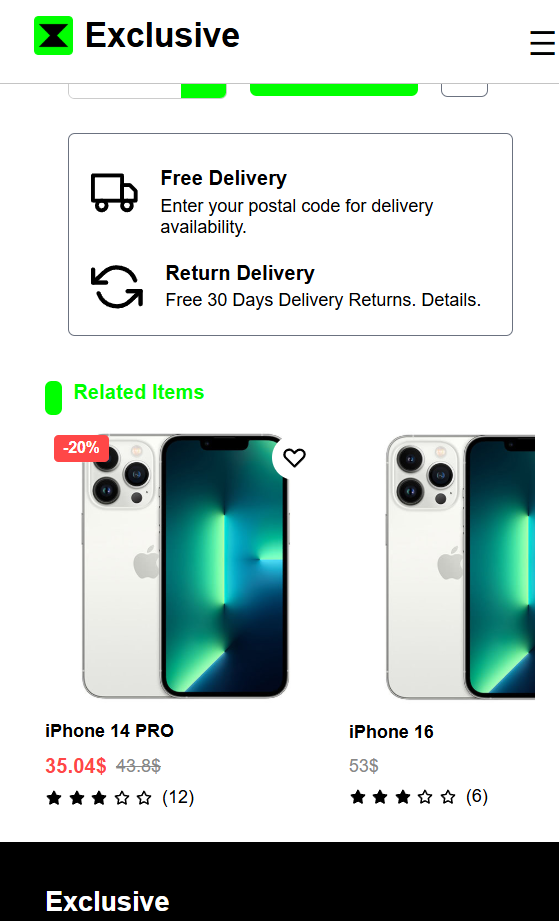 Exclusive
Free Delivery
Enter your postal code for delivery
availability.
Return Delivery
Free 30 Days Delivery Returns. Details.
Related Items
-20%
iPhone 14 PRO
35.04$ 43.8$
(12)
iPhone 16
53$
(6)
Exclusive